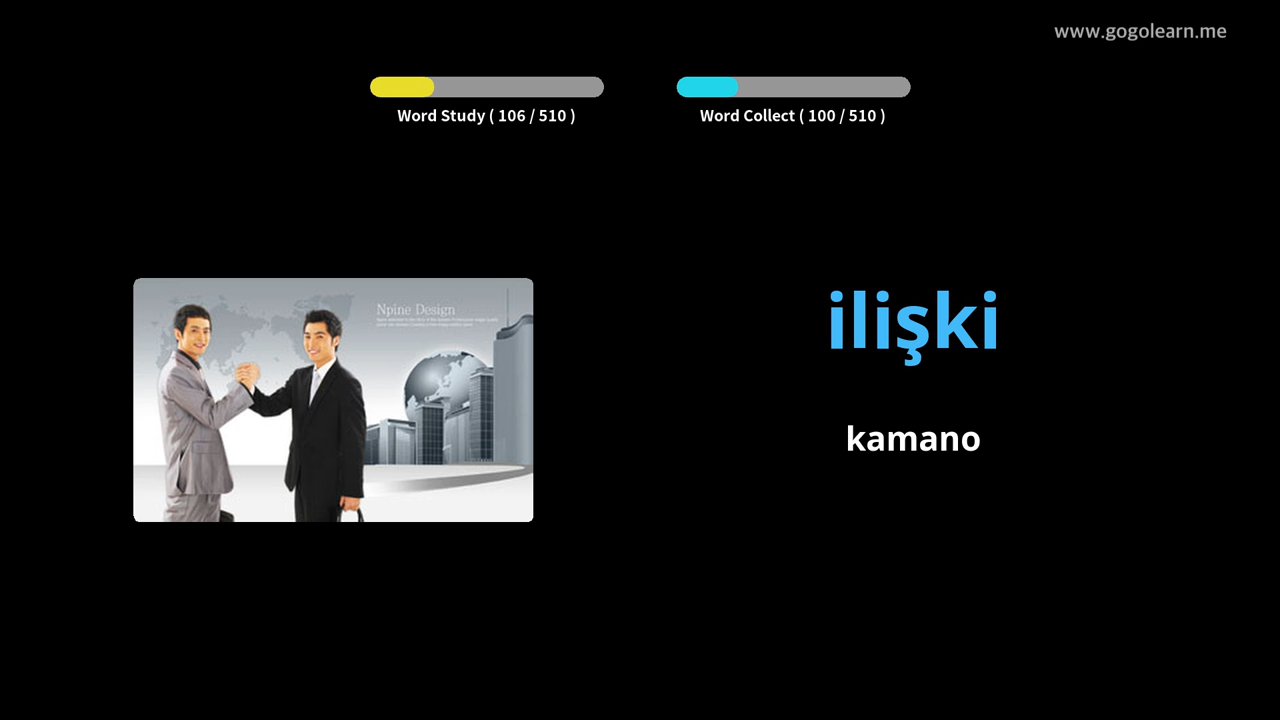 www.gogolearn.me
Word Study ( 106 / 510 )
Word Collect ( 100 / 510 )
Npine Design
ilişki
kamano